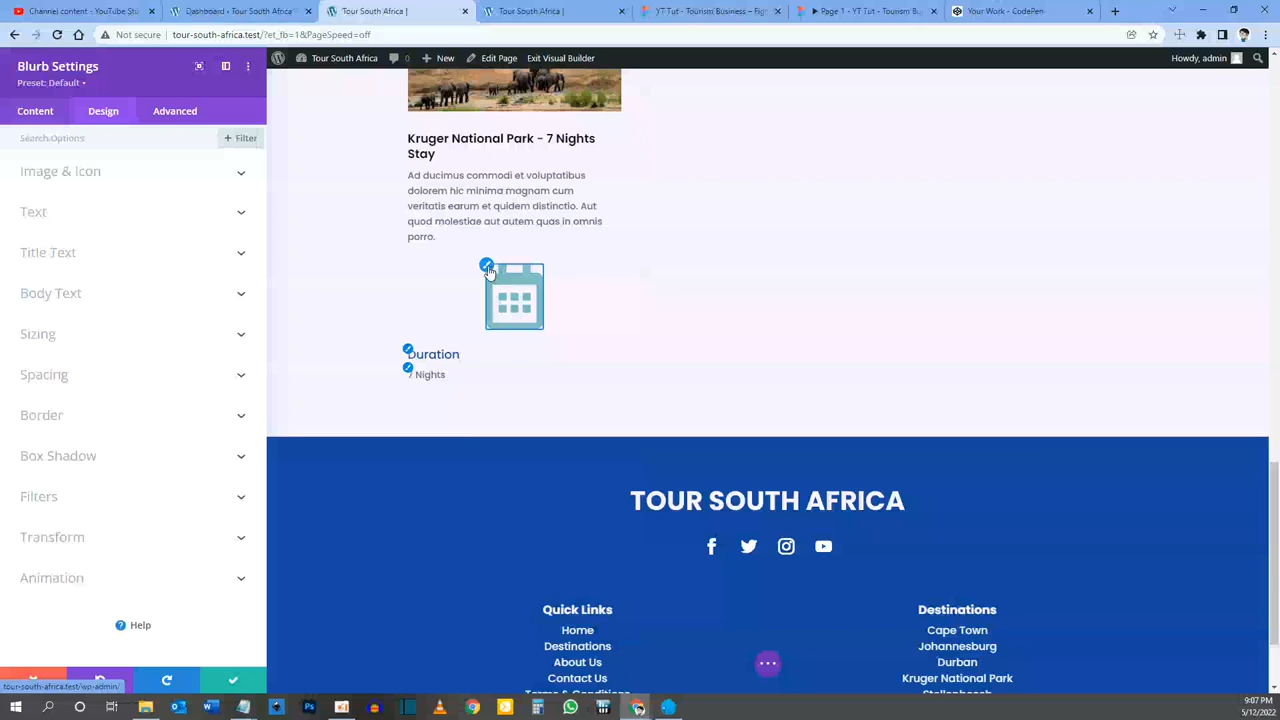 Content - YouTube Studio
Dashboard ‹ Tour South Africa
Tour South Africa |
Tour South Africa |
YT Tut - Tourism Business – Figm
Page 1 - YT Tut - Tourism Bu
Your Work - CodePen
Not secure | tour-south-africa.test/?et_fb=1&PageSpeed=off
Blurb Settings
Preset: Default
Tour South Africa
0
New
Edit Page
Exit Visual Builder
Howdy, admin
Content
Design
Advanced
Search Options
+ Filter
Image & Icon
Text
Title Text
Body Text
Sizing
Spacing
Border
Box Shadow
Filters
Transform
Animation
Help
tour-south-africa.test/wp-admin/
Kruger National Park - 7 Nights
Stay
Ad ducimus commodi et voluptatibus
dolorem hic minima magnam cum
veritatis earum et quidem distinctio. Aut
quod molestiae aut autem quas in omnis
porro.
Duration
7 Nights
TOUR SOUTH AFRICA
Quick Links
Home
Destinations
About Us
Contact Us
Terms & Conditions
Destinations
Cape Town
Johannesburg
Durban
Kruger National Park
Stellenbosch
9:07 PM
5/12/2022